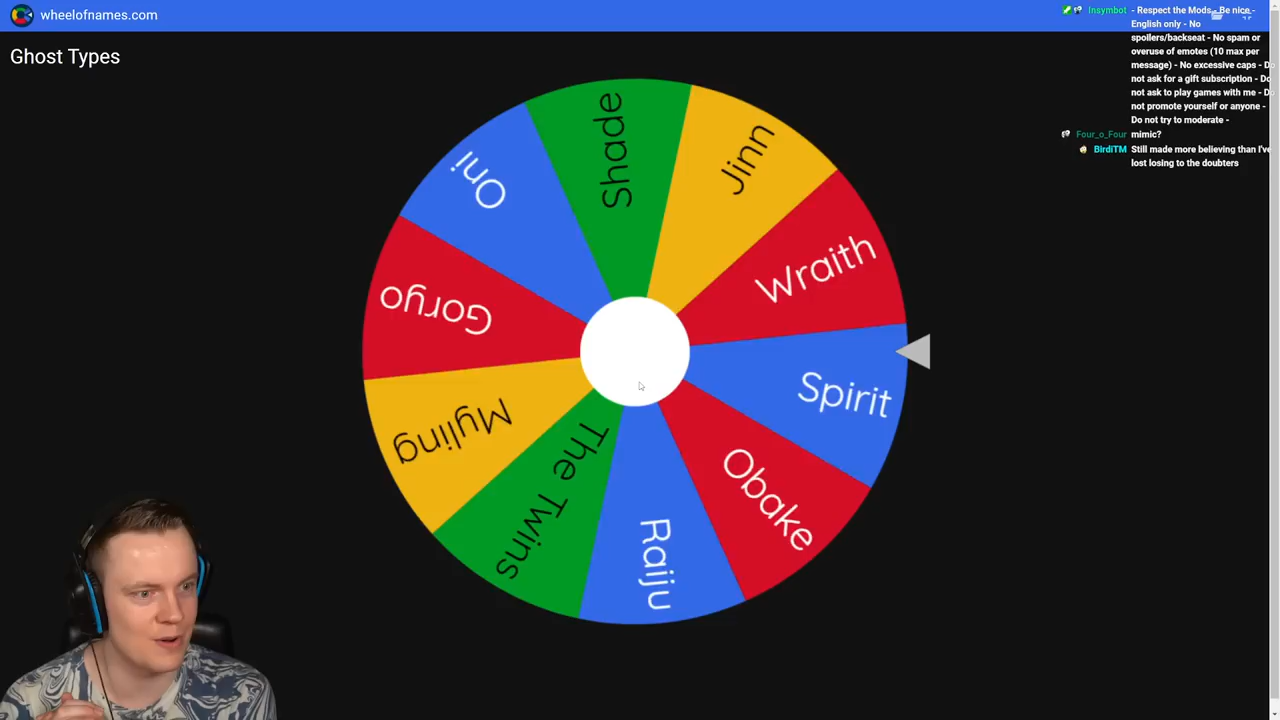 wheelofnames.com
Ghost Types
Shade
Jinn
Wraith
Spirit
Obake
Raiju
The Twins
Myling
Goryo
Oni
Insymbot - Respect the Mods - Be nice -
English only - No
spoilers/backseat - No spam or
overuse of emotes (10 max per
message) - No excessive caps - Do
not ask for a gift subscription - Do
not ask to play games with me - Do
not promote yourself or anyone -
Do not try to moderate -
Four_o_Four mimic?
BirdiTM Still made more believing than I've
lost losing to the doubters